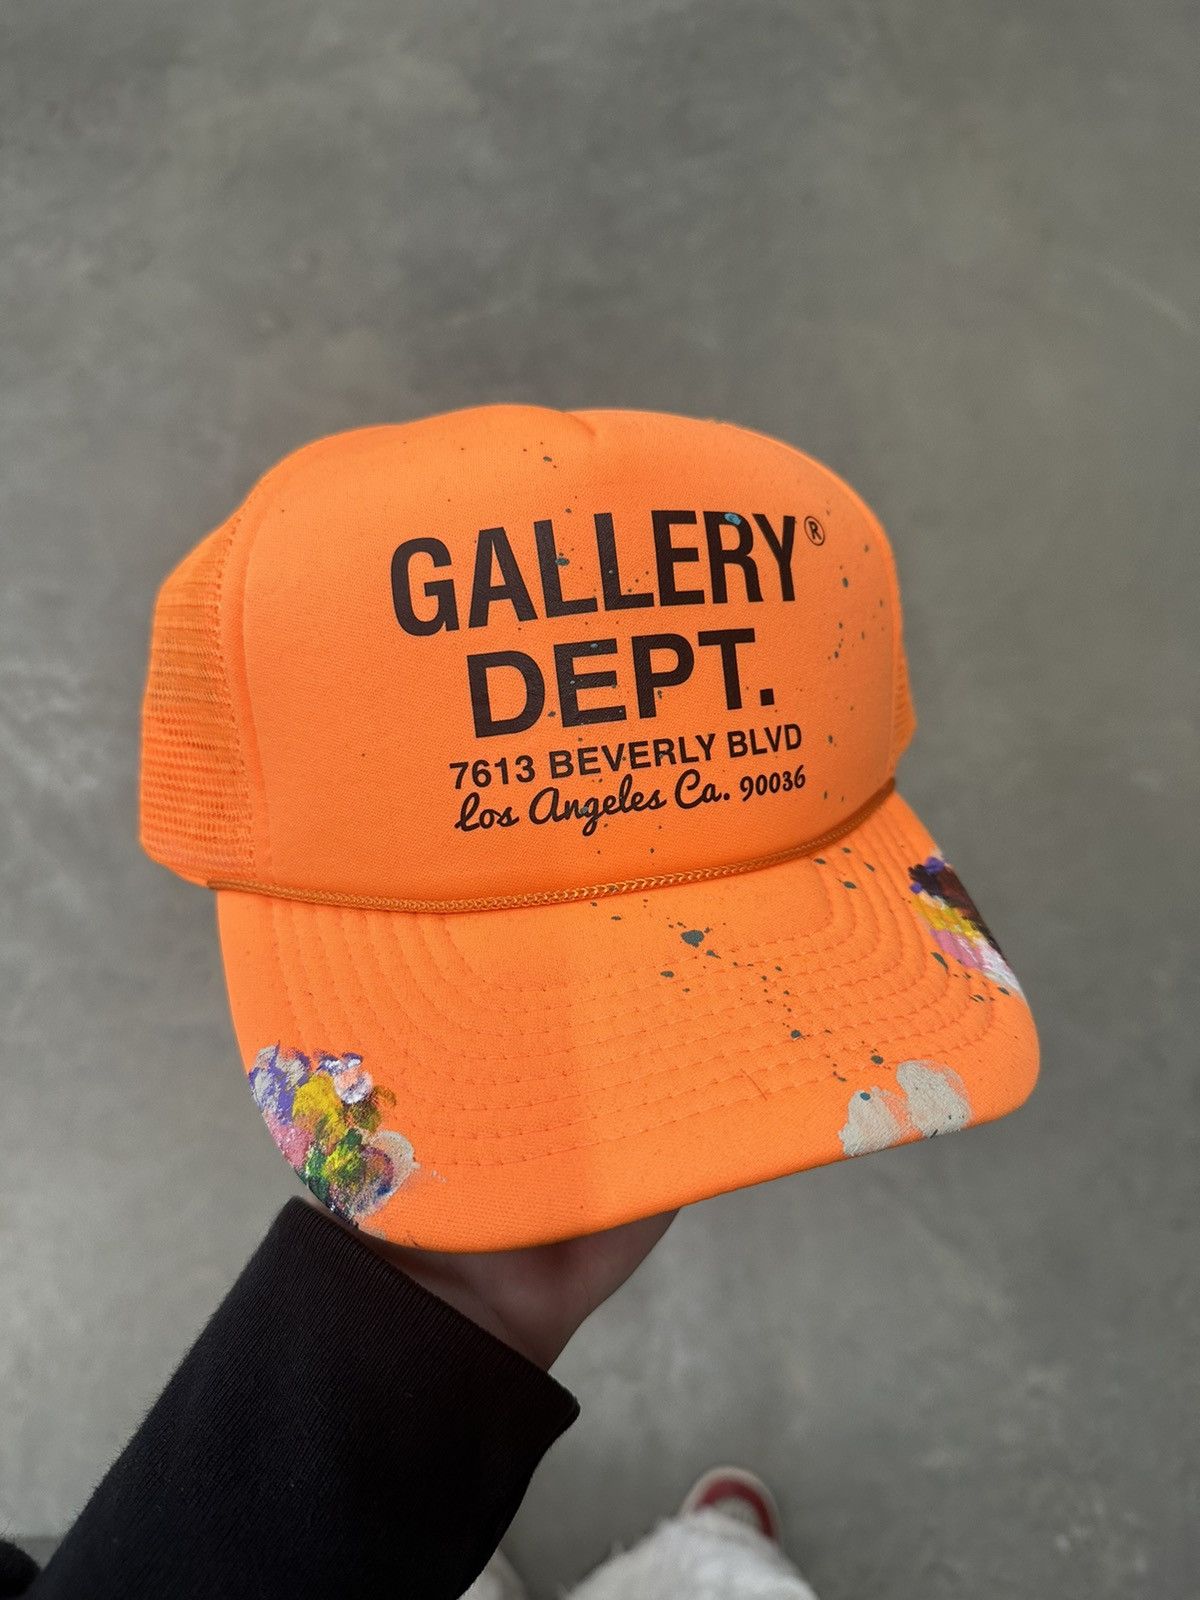 GALLERY®
DEPT.
7613 BEVERLY BLVD
Los Angeles Ca. 90036